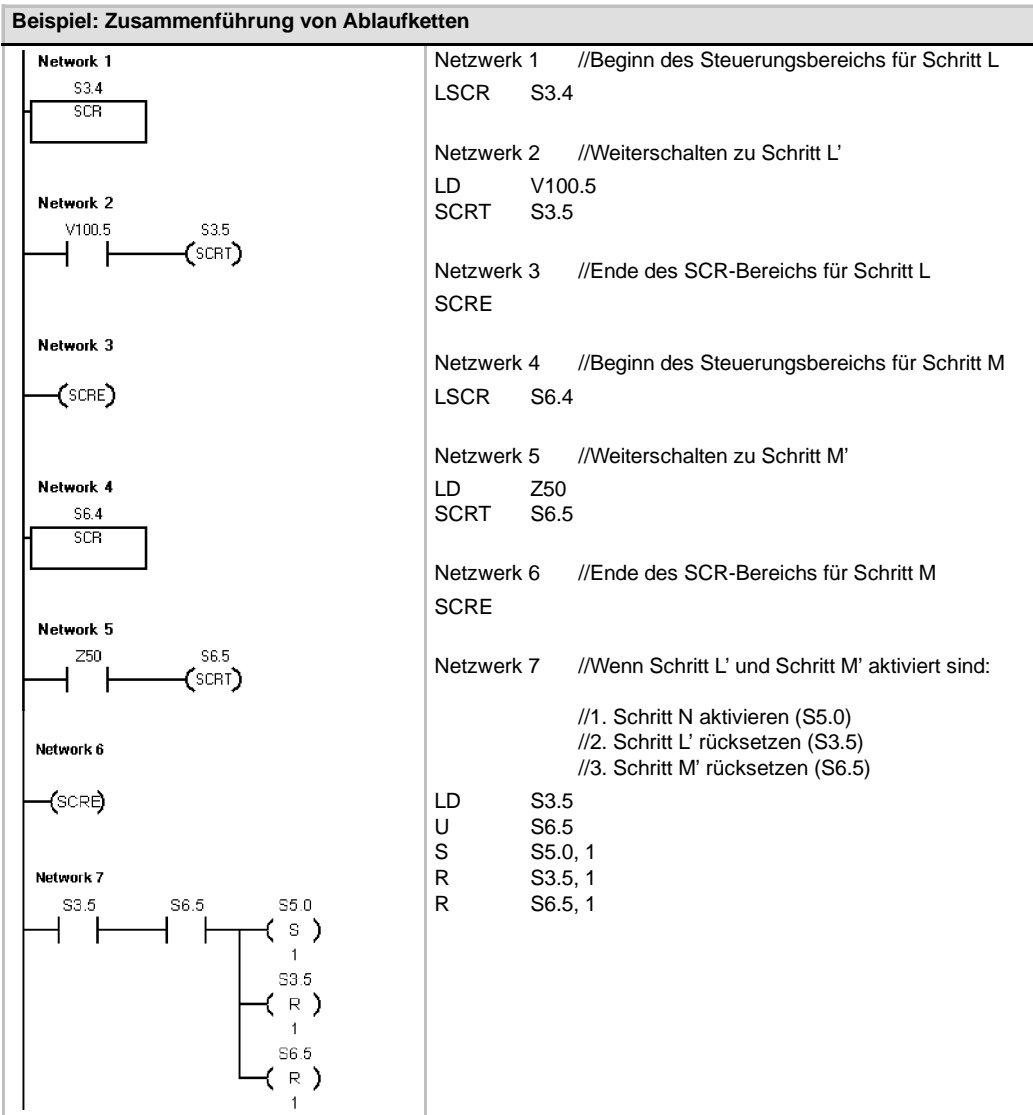 Beispiel: Zusammenführung von Ablaufketten
Network 1
S3.4
SCR
Network 2
V100.5 S3.5
SCRT
Network 3
SCRE
Network 4
S6.4
SCR
Network 5
Z50 S6.5
SCRT
Network 6
SCRE
Network 7
S3.5 S6.5 S5.0
S
1
S3.5
R
1
S6.5
R
1
Netzwerk 1 //Beginn des Steuerungsbereichs für Schritt L
LSCR S3.4
Netzwerk 2 //Weiterschalten zu Schritt L’
LD V100.5
SCRT S3.5
Netzwerk 3 //Ende des SCR-Bereichs für Schritt L
SCRE
Netzwerk 4 //Beginn des Steuerungsbereichs für Schritt M
LSCR S6.4
Netzwerk 5 //Weiterschalten zu Schritt M’
LD Z50
SCRT S6.5
Netzwerk 6 //Ende des SCR-Bereichs für Schritt M
SCRE
Netzwerk 7 //Wenn Schritt L’ und Schritt M’ aktiviert sind:
//1. Schritt N aktivieren (S5.0)
//2. Schritt L’ rücksetzen (S3.5)
//3. Schritt M’ rücksetzen (S6.5)
LD S3.5
U S6.5
S S5.0, 1
R S3.5, 1
R S6.5, 1